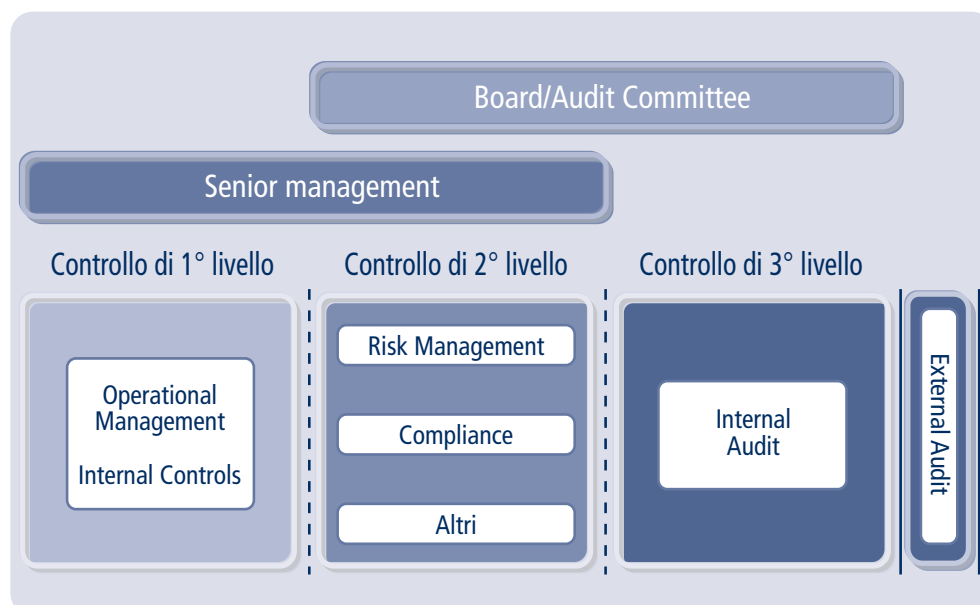 Board/Audit Committee
Senior management
Controllo di 1° livello
Controllo di 2° livello
Controllo di 3° livello
Operational
Management
Internal Controls
Risk Management
Compliance
Altri
Internal
Audit
External Audit